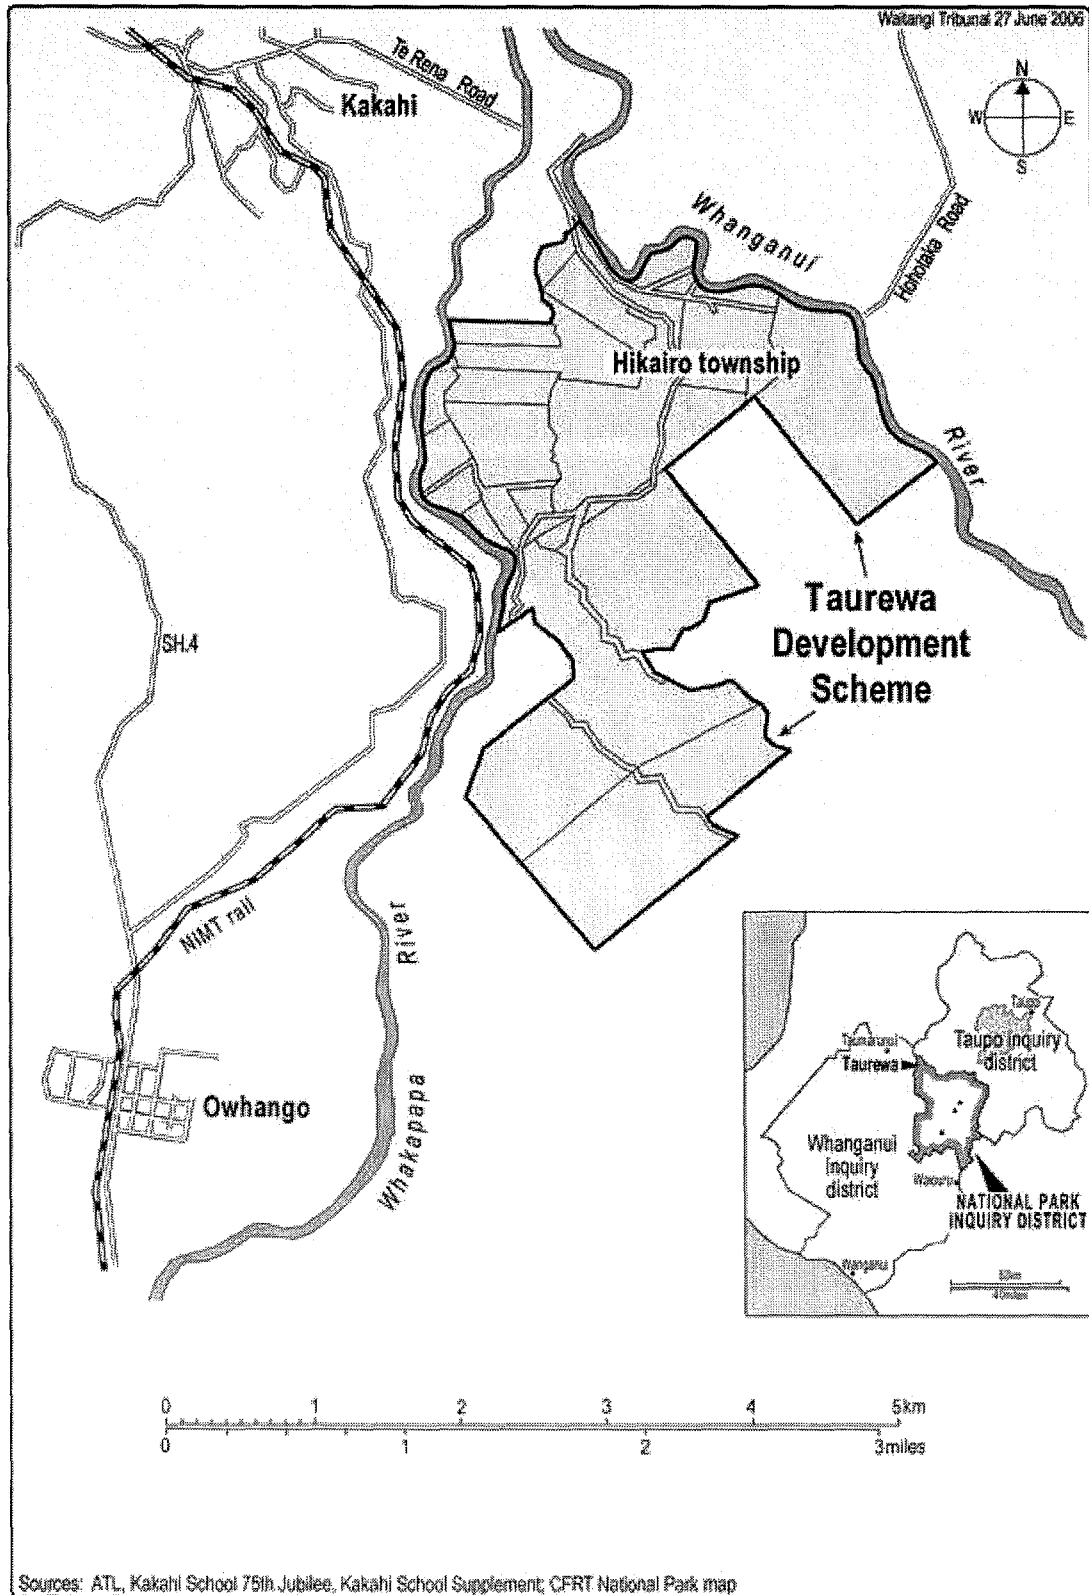 Waitangi Tribunal 27 June 2006
N
W E
S
Te Rena Road
Kakahi
Whanganui
Hohotaka Road
Hikairo township
River
Taurewa
Development
Scheme
SH.4
NIMT rail
River
Whakapapa
Owhango
Taupo
Taupo inquiry
district
Taumarunui
Taurewa
Whanganui
inquiry
district
Waiouru
NATIONAL PARK
INQUIRY DISTRICT
Wanganui
0 1 2 3 4 5km
0 1 2 3miles
Sources: ATL, Kakahi School 75th Jubilee, Kakahi School Supplement; CFRT National Park map